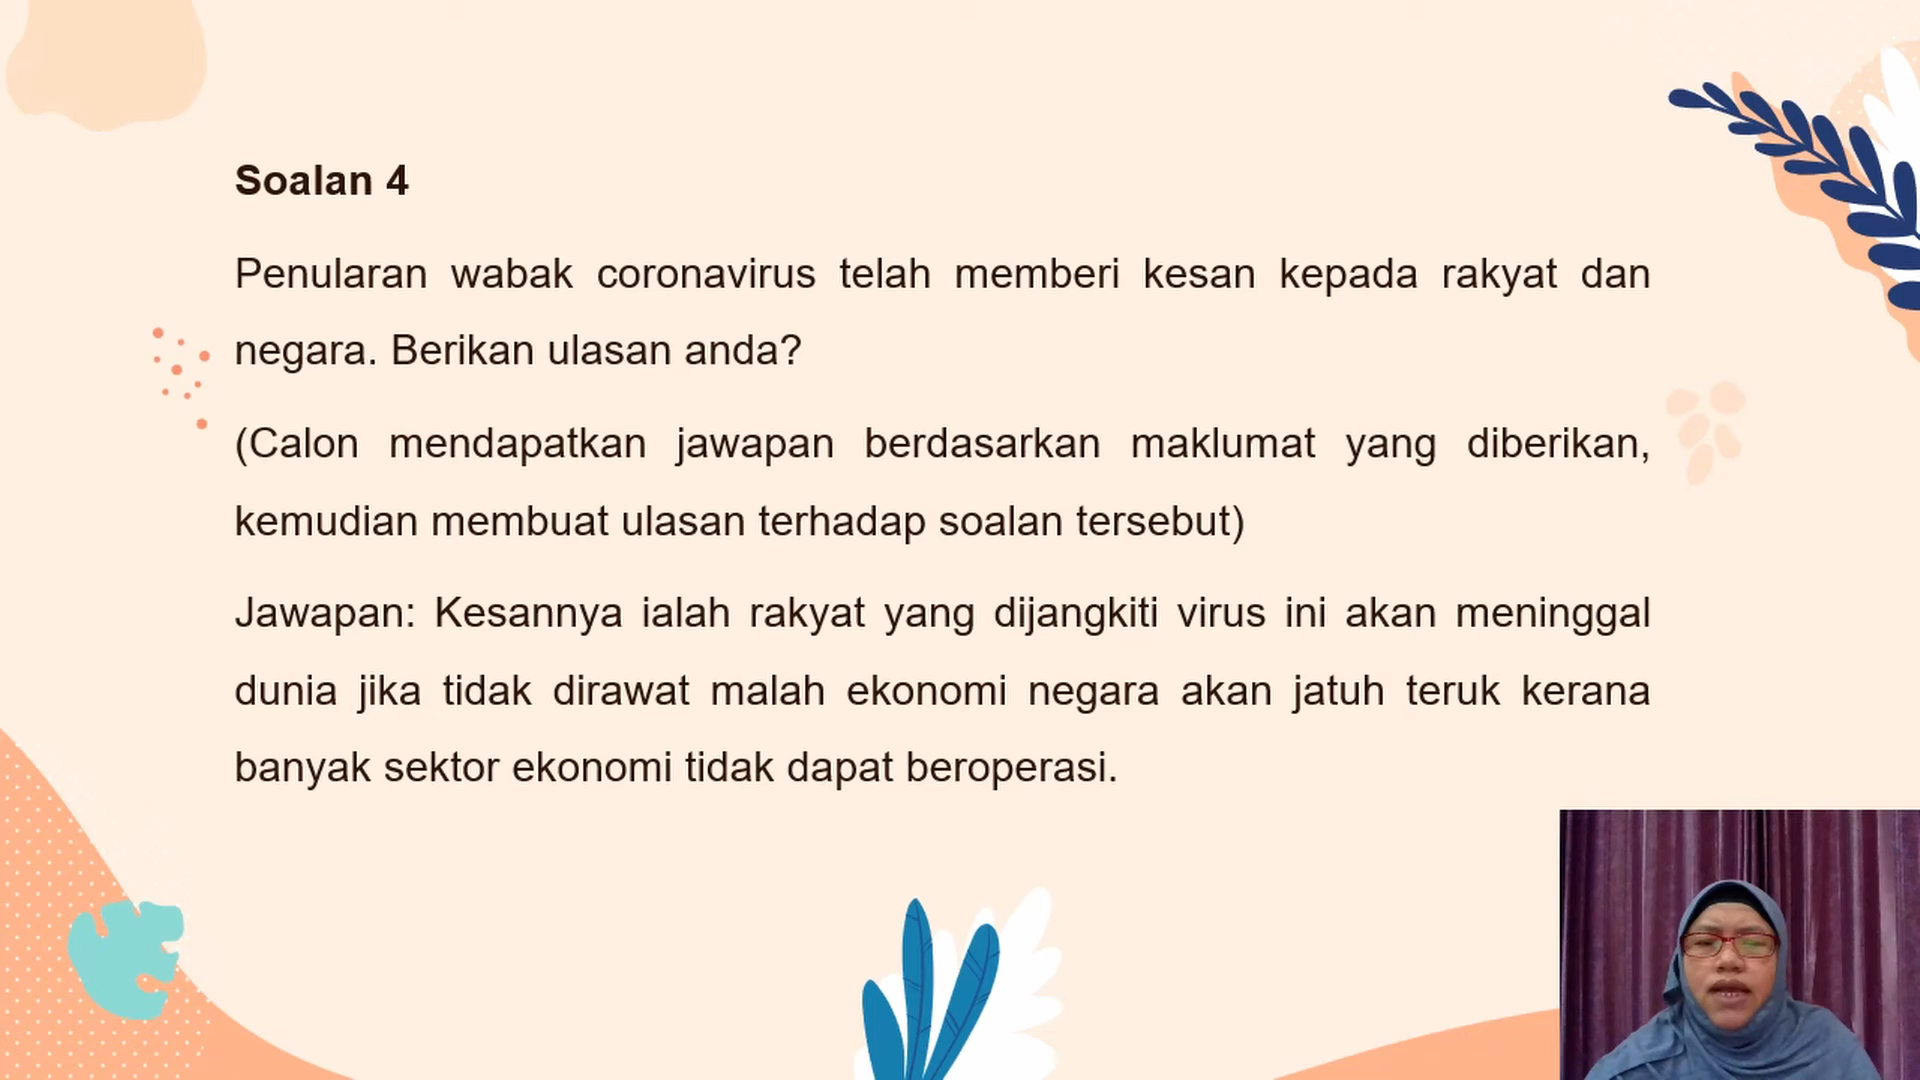 Soalan 4
Penularan wabak coronavirus telah memberi kesan kepada rakyat dan
negara. Berikan ulasan anda?
(Calon mendapatkan jawapan berdasarkan maklumat yang diberikan,
kemudian membuat ulasan terhadap soalan tersebut)
Jawapan: Kesannya ialah rakyat yang dijangkiti virus ini akan meninggal
dunia jika tidak dirawat malah ekonomi negara akan jatuh teruk kerana
banyak sektor ekonomi tidak dapat beroperasi.